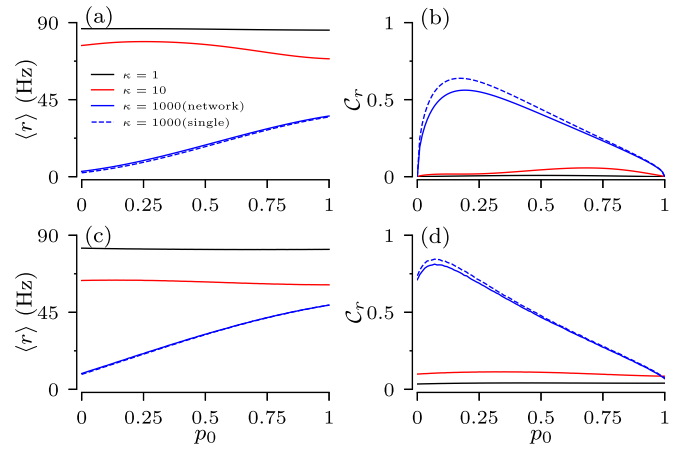 (a)
90
45
0
⟨r⟩ (Hz)
κ = 1
κ = 10
κ = 1000(network)
κ = 1000(single)
0 0.25 0.5 0.75 1
(b)
1
0.5
0
𝒞ᵣ
0 0.25 0.5 0.75 1
(c)
90
45
0
⟨r⟩ (Hz)
0 0.25 0.5 0.75 1
p₀
(d)
1
0.5
0
𝒞ᵣ
0 0.25 0.5 0.75 1
p₀